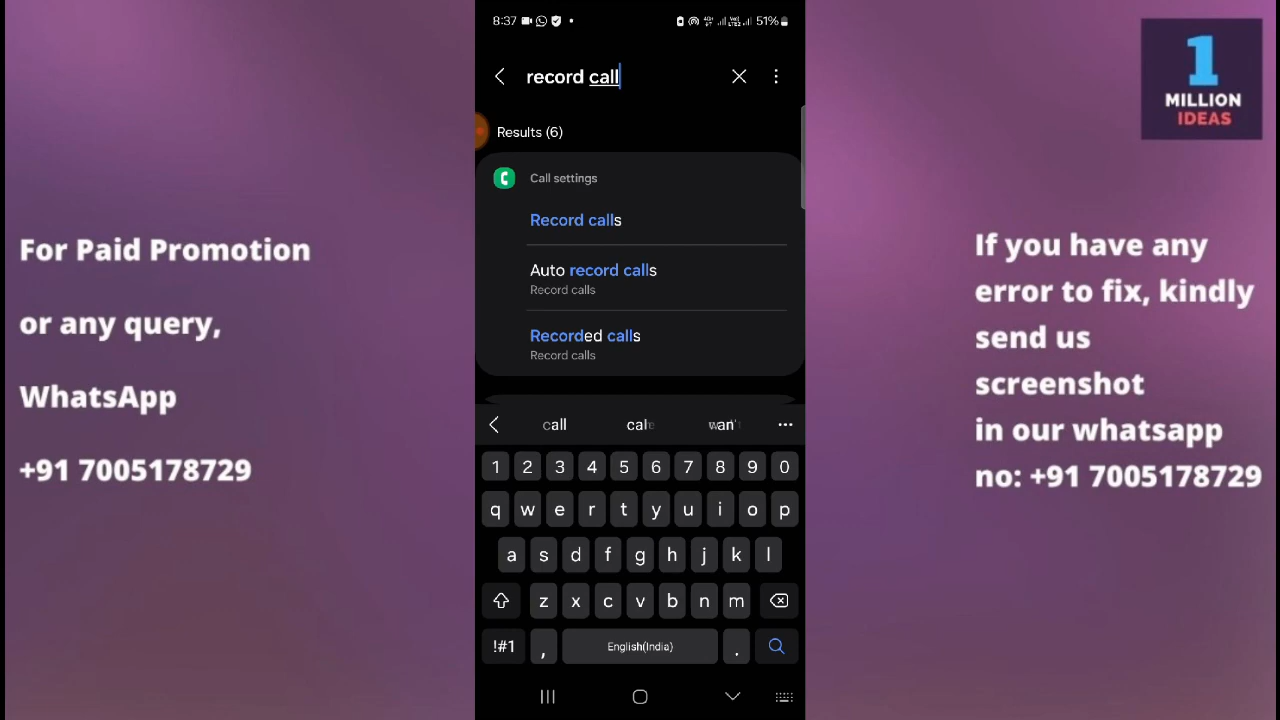 For Paid Promotion
or any query,
WhatsApp
+91 7005178729
8:37
51%
record call
Results (6)
Call settings
Record calls
Auto record calls
Record calls
Recorded calls
Record calls
call
1 2 3 4 5 6 7 8 9 0
q w e r t y u i o p
a s d f g h j k l
z x c v b n m
!#1 , English(India) .
1
MILLION
IDEAS
If you have any
error to fix, kindly
send us
screenshot
in our whatsapp
no: +91 7005178729